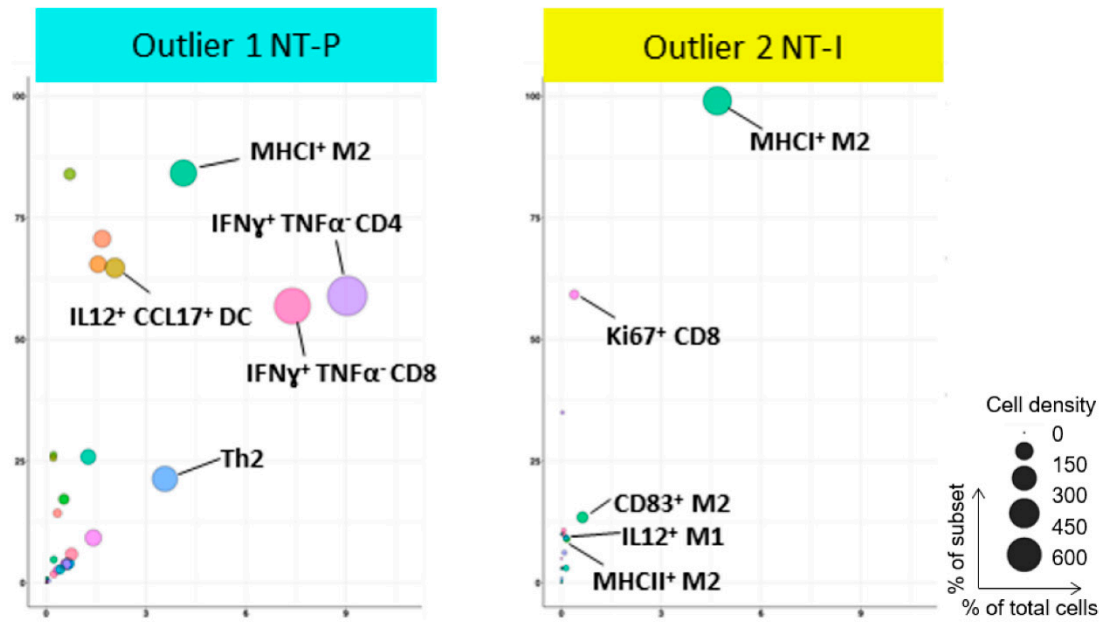 Outlier 1 NT-P
Outlier 2 NT-I
100
75
50
25
0
0
3
6
9
MHCI⁺ M2
IFNɣ⁺ TNFα⁻ CD4
IL12⁺ CCL17⁺ DC
IFNɣ⁺ TNFα⁻ CD8
Th2
100
75
50
25
0
0
3
6
9
MHCI⁺ M2
Ki67⁺ CD8
CD83⁺ M2
IL12⁺ M1
MHCII⁺ M2
Cell density
0
150
300
450
600
% of subset
% of total cells